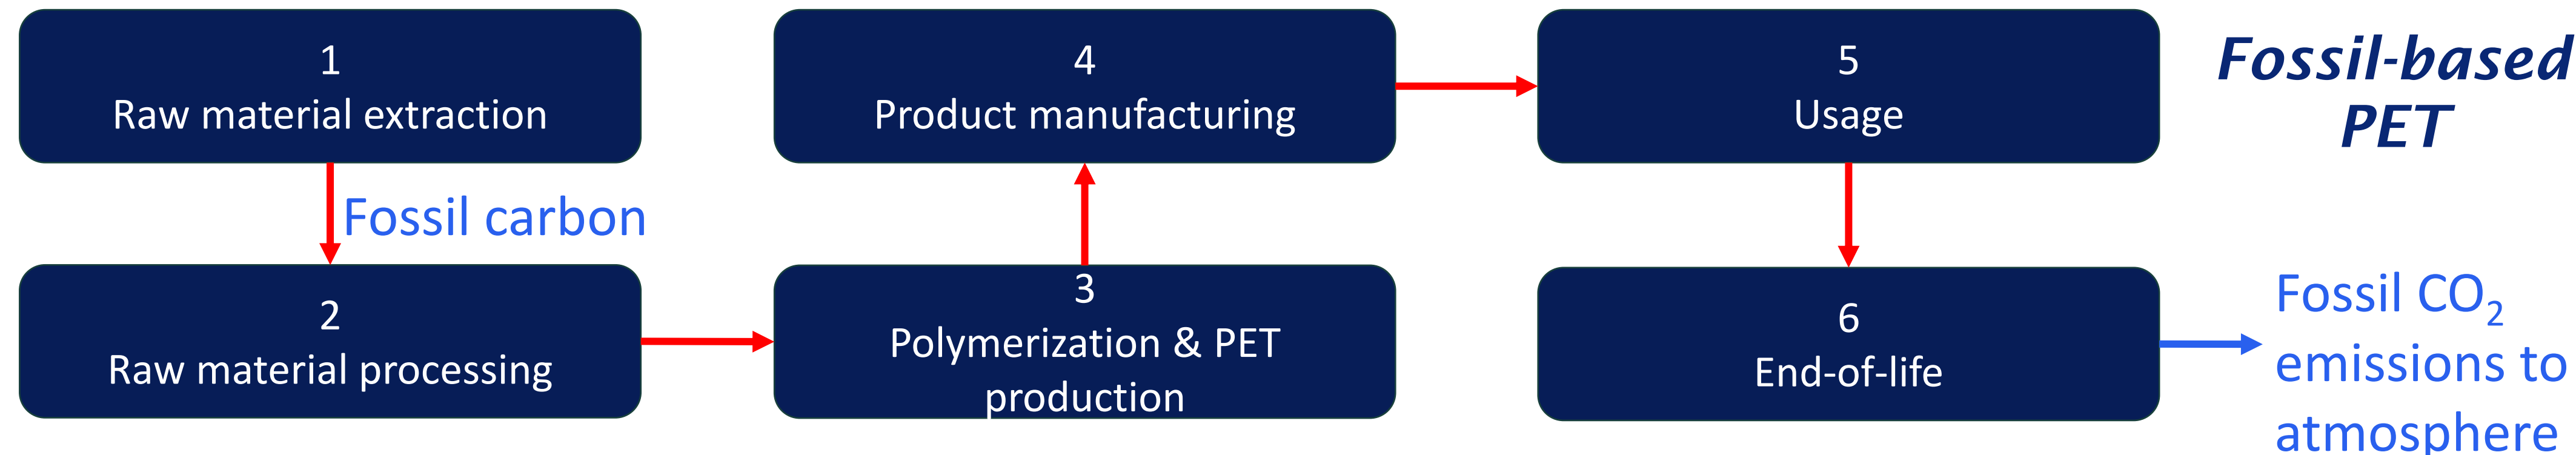 1
Raw material extraction
Fossil carbon
2
Raw material processing
3
Polymerization & PET
production
4
Product manufacturing
5
Usage
6
End-of-life
Fossil-based
PET
Fossil CO₂
emissions to
atmosphere